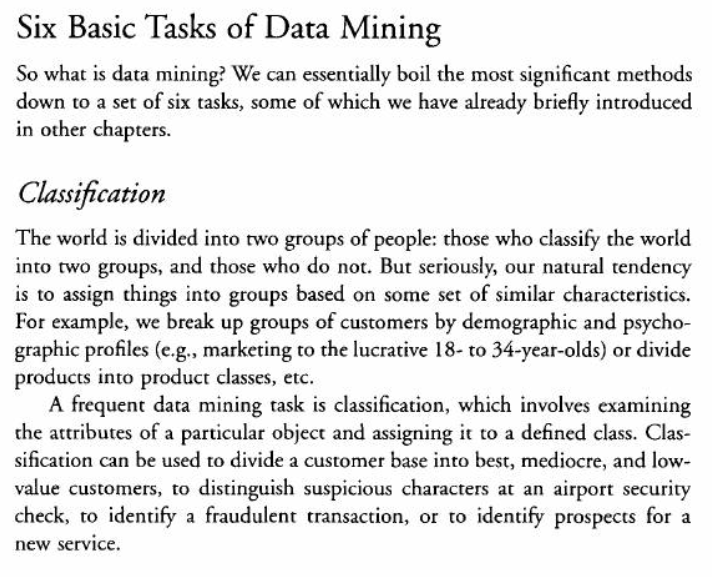 Six Basic Tasks of Data Mining
So what is data mining? We can essentially boil the most significant methods
down to a set of six tasks, some of which we have already briefly introduced
in other chapters.
Classification
The world is divided into two groups of people: those who classify the world
into two groups, and those who do not. But seriously, our natural tendency
is to assign things into groups based on some set of similar characteristics.
For example, we break up groups of customers by demographic and psycho-
graphic profiles (e.g., marketing to the lucrative 18- to 34-year-olds) or divide
products into product classes, etc.
A frequent data mining task is classification, which involves examining
the attributes of a particular object and assigning it to a defined class. Clas-
sification can be used to divide a customer base into best, mediocre, and low-
value customers, to distinguish suspicious characters at an airport security
check, to identify a fraudulent transaction, or to identify prospects for a
new service.